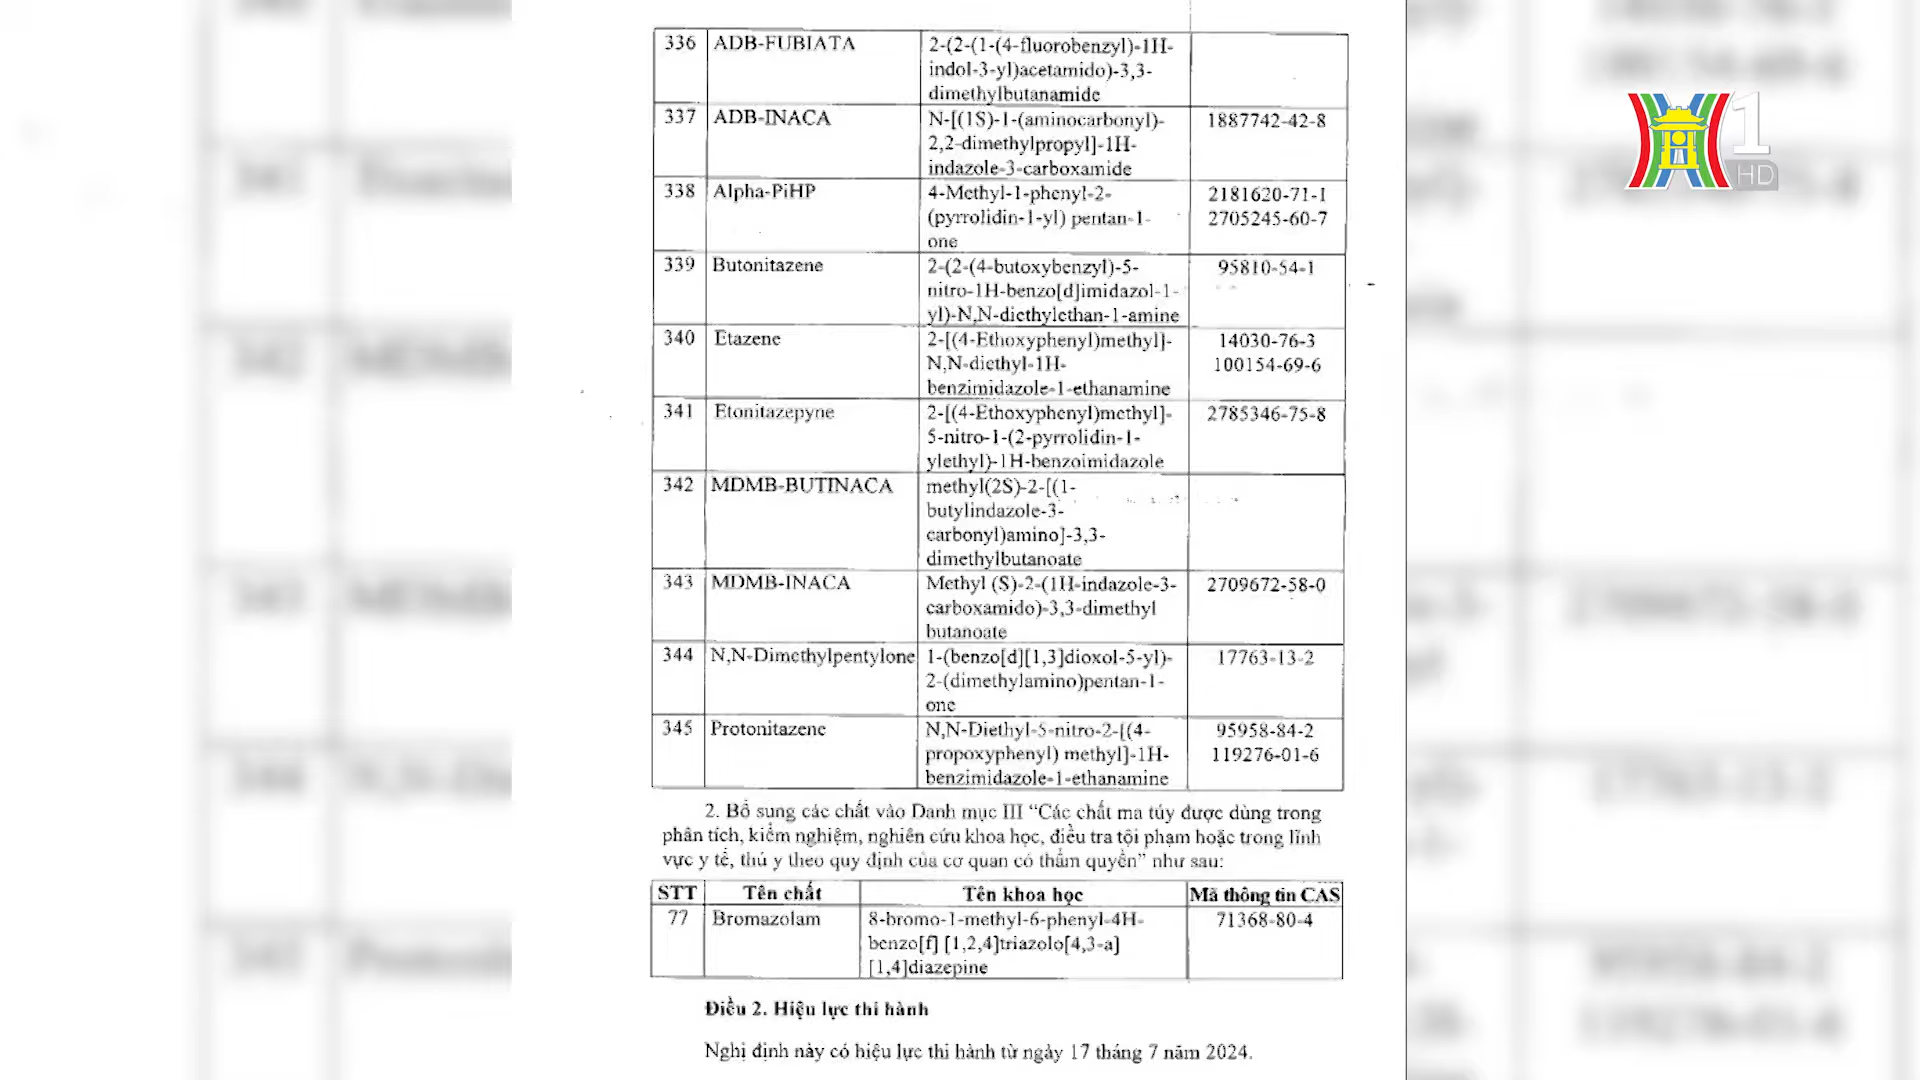 336 ADB-FUBIATA 2-(2-(1-(4-fluorobenzyl)-1H-
indol-3-yl)acetamido)-3,3-
dimethylbutanamide
337 ADB-INACA N-[(1S)-1-(aminocarbonyl)- 1887742-42-8
2,2-dimethylpropyl]-1H-
indazole-3-carboxamide
338 Alpha-PiHP 4-Methyl-1-phenyl-2- 2181620-71-1
(pyrrolidin-1-yl) pentan-1- 2705245-60-7
one
339 Butonitazene 2-(2-(4-butoxybenzyl)-5- 95810-54-1
nitro-1H-benzo[d]imidazol-1-
yl)-N,N-diethylethan-1-amine
340 Etazene 2-[(4-Ethoxyphenyl)methyl]- 14030-76-3
N,N-diethyl-1H- 100154-69-6
benzimidazole-1-ethanamine
341 Etonitazepyne 2-[(4-Ethoxyphenyl)methyl]- 2785346-75-8
5-nitro-1-(2-pyrrolidin-1-
ylethyl)-1H-benzoimidazole
342 MDMB-BUTINACA methyl(2S)-2-[(1-
butylindazole-3-
carbonyl)amino]-3,3-
dimethylbutanoate
343 MDMB-INACA Methyl (S)-2-(1H-indazole-3- 2709672-58-0
carboxamido)-3,3-dimethyl
butanoate
344 N,N-Dimethylpentylone 1-(benzo[d][1,3]dioxol-5-yl)- 17763-13-2
2-(dimethylamino)pentan-1-
one
345 Protonitazene N,N-Diethyl-5-nitro-2-[(4- 95958-84-2
propoxyphenyl) methyl]-1H- 119276-01-6
benzimidazole-1-ethanamine
2. Bổ sung các chất vào Danh mục III “Các chất ma túy được dùng trong
phân tích, kiểm nghiệm, nghiên cứu khoa học, điều tra tội phạm hoặc trong lĩnh
vực y tế, thú y theo quy định của cơ quan có thẩm quyền” như sau:
STT Tên chất Tên khoa học Mã thông tin CAS
77 Bromazolam 8-bromo-1-methyl-6-phenyl-4H- 71368-80-4
benzo[f] [1,2,4]triazolo[4,3-a]
[1,4]diazepine
Điều 2. Hiệu lực thi hành
Nghị định này có hiệu lực thi hành từ ngày 17 tháng 7 năm 2024.
1
HD